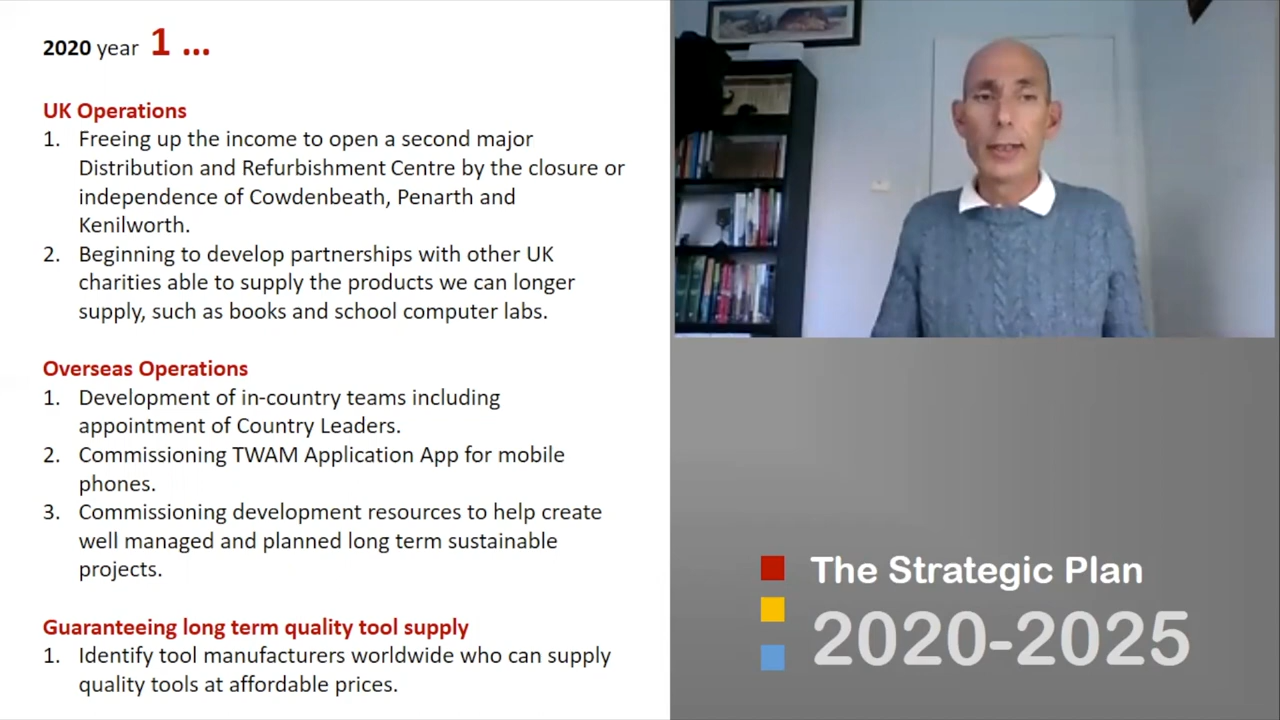 2020 year 1 ...
UK Operations
1. Freeing up the income to open a second major
Distribution and Refurbishment Centre by the closure or
independence of Cowdenbeath, Penarth and
Kenilworth.
2. Beginning to develop partnerships with other UK
charities able to supply the products we can longer
supply, such as books and school computer labs.
Overseas Operations
1. Development of in-country teams including
appointment of Country Leaders.
2. Commissioning TWAM Application App for mobile
phones.
3. Commissioning development resources to help create
well managed and planned long term sustainable
projects.
Guaranteeing long term quality tool supply
1. Identify tool manufacturers worldwide who can supply
quality tools at affordable prices.
The Strategic Plan
2020-2025